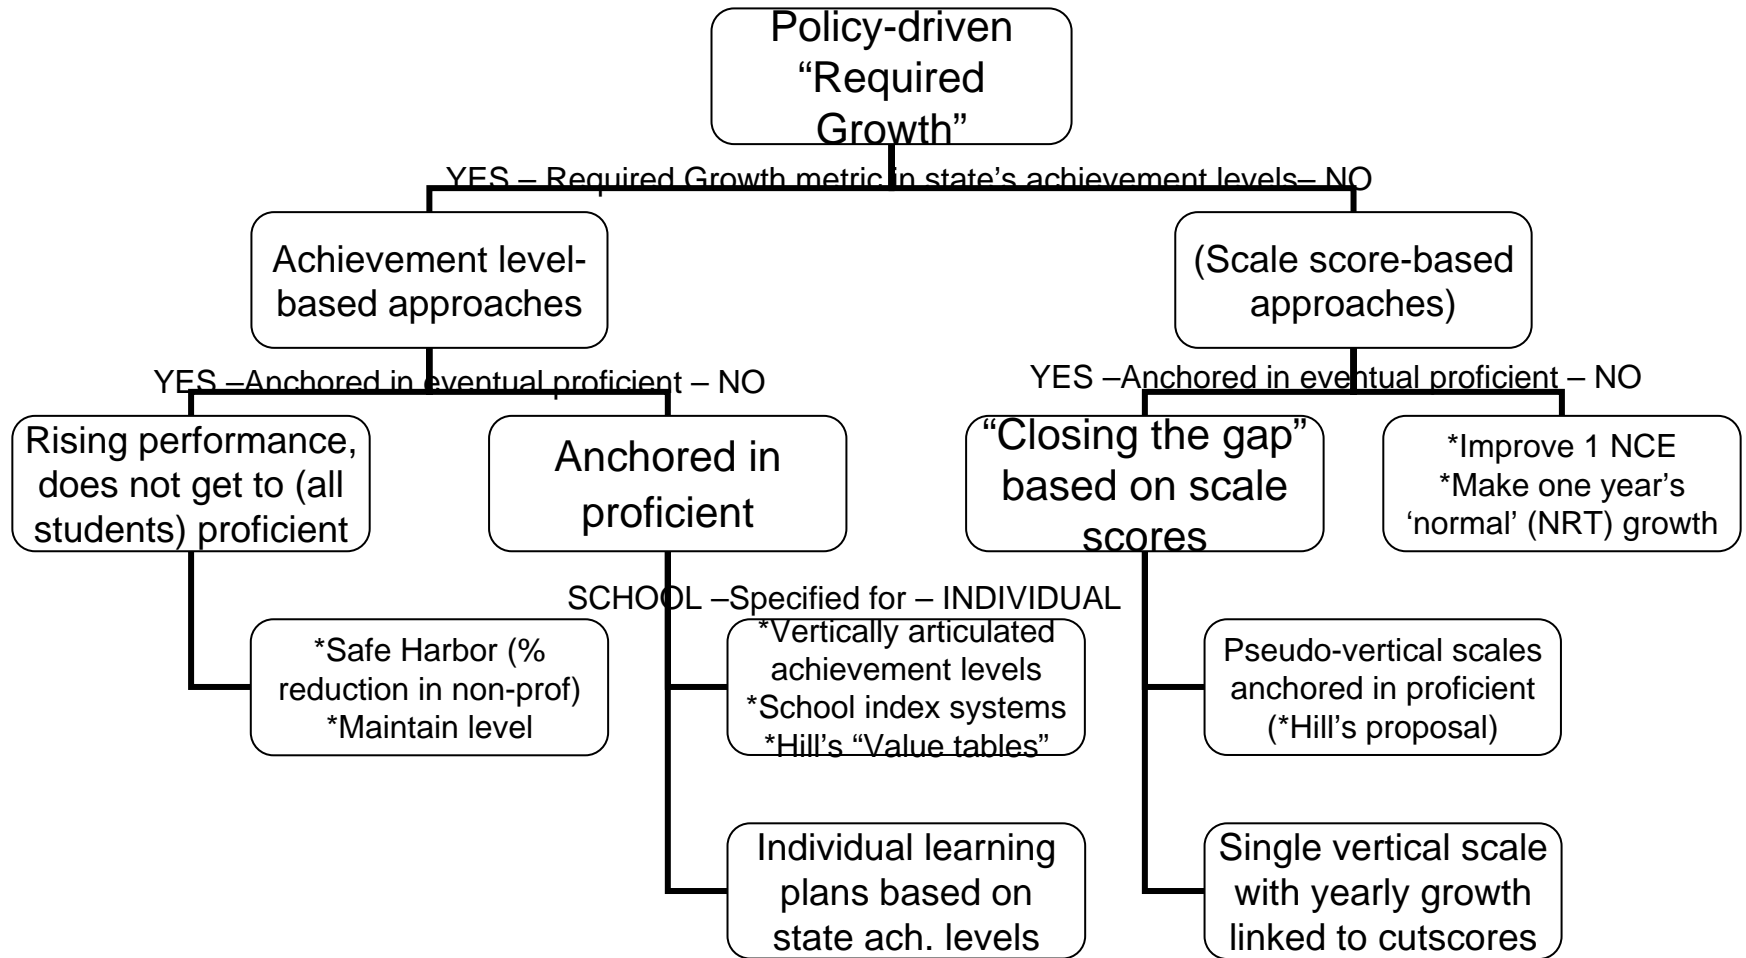 Policy-driven
“Required
Growth”
YES – Required Growth metric in state’s achievement levels– NO
Achievement level-
based approaches
(Scale score-based
approaches)
YES –Anchored in eventual proficient – NO
YES –Anchored in eventual proficient – NO
Rising performance,
does not get to (all
students) proficient
Anchored in
proficient
“Closing the gap”
based on scale
scores
*Improve 1 NCE
*Make one year’s
‘normal’ (NRT) growth
SCHOOL –Specified for – INDIVIDUAL
*Safe Harbor (%
reduction in non-prof)
*Maintain level
*Vertically articulated
achievement levels
*School index systems
*Hill’s “Value tables”
Pseudo-vertical scales
anchored in proficient
(*Hill’s proposal)
Individual learning
plans based on
state ach. levels
Single vertical scale
with yearly growth
linked to cutscores